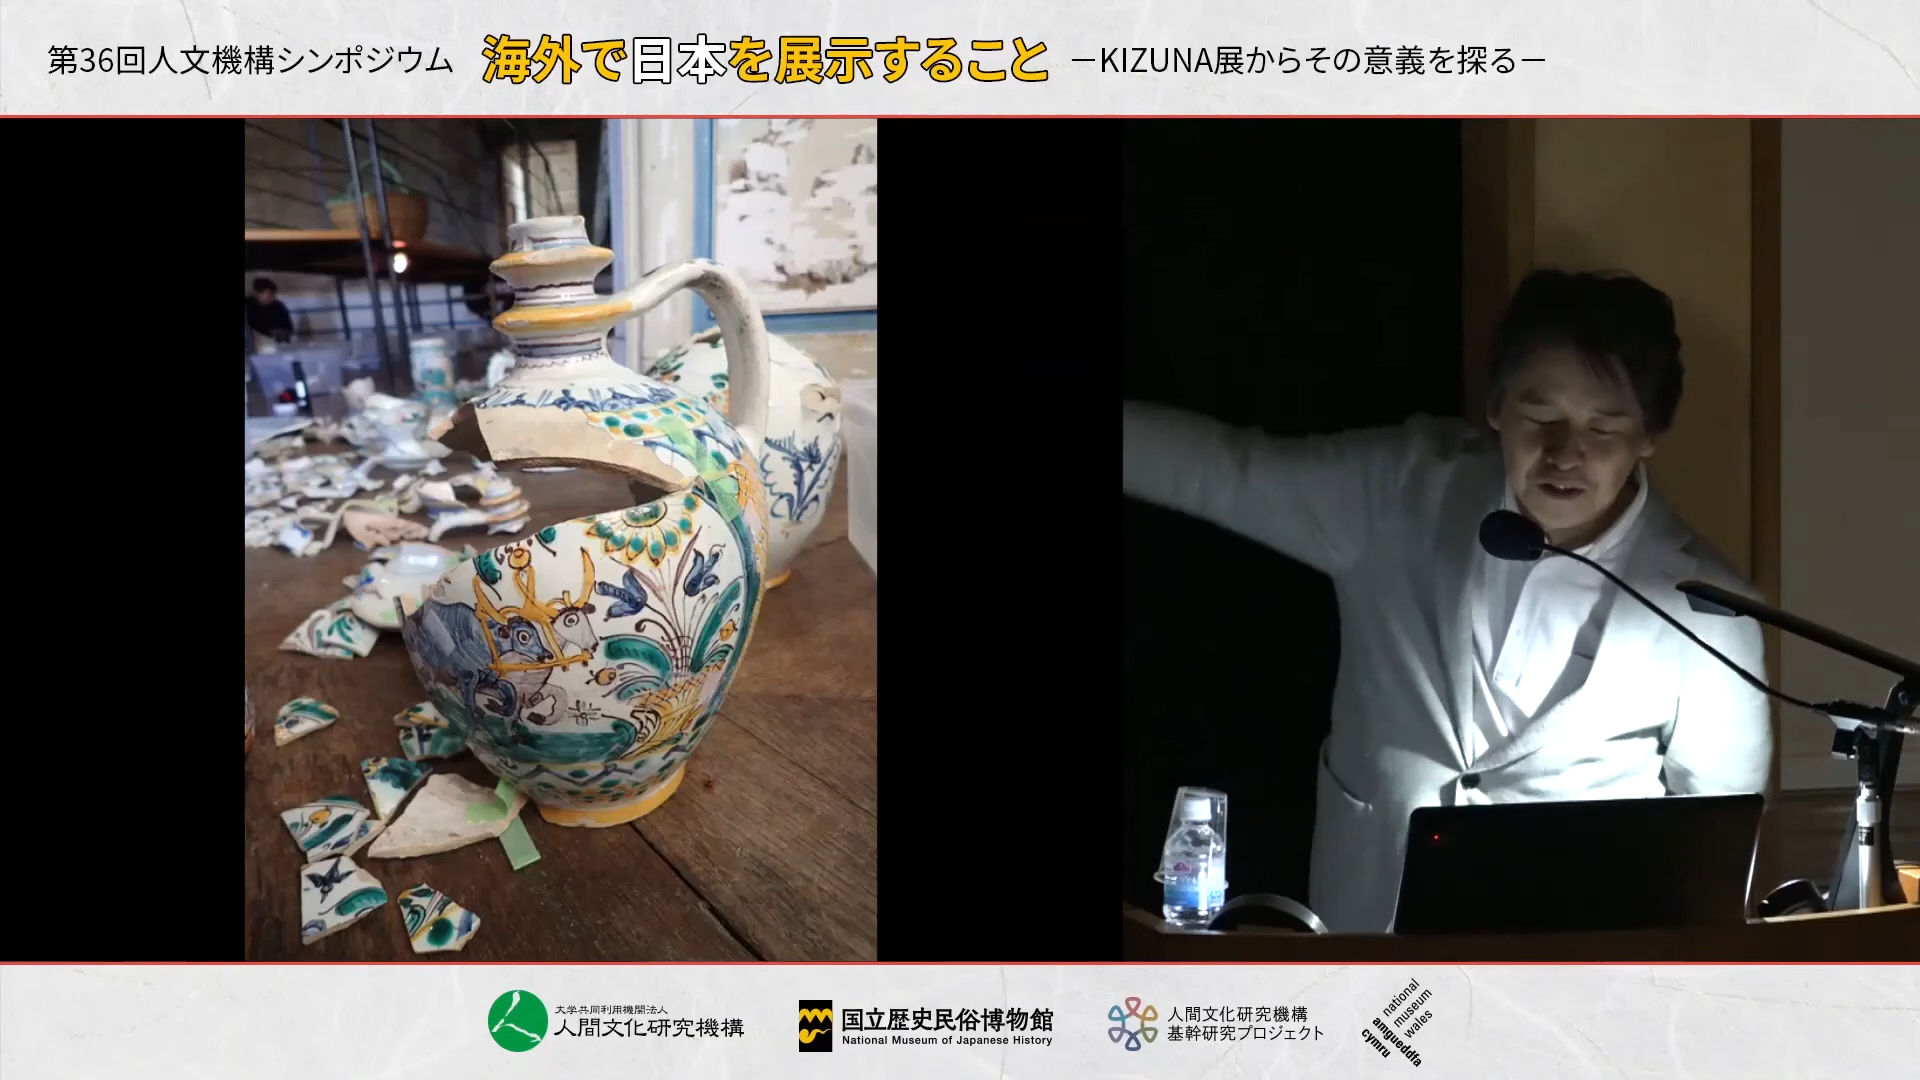 第36回人文機構シンポジウム 海外で日本を展示すること －KIZUNA展からその意義を探る－
大学共同利用機関法人
人間文化研究機構
国立歴史民俗博物館
National Museum of Japanese History
人間文化研究機構
基幹研究プロジェクト
national
museum
wales
amgueddfa
cymru